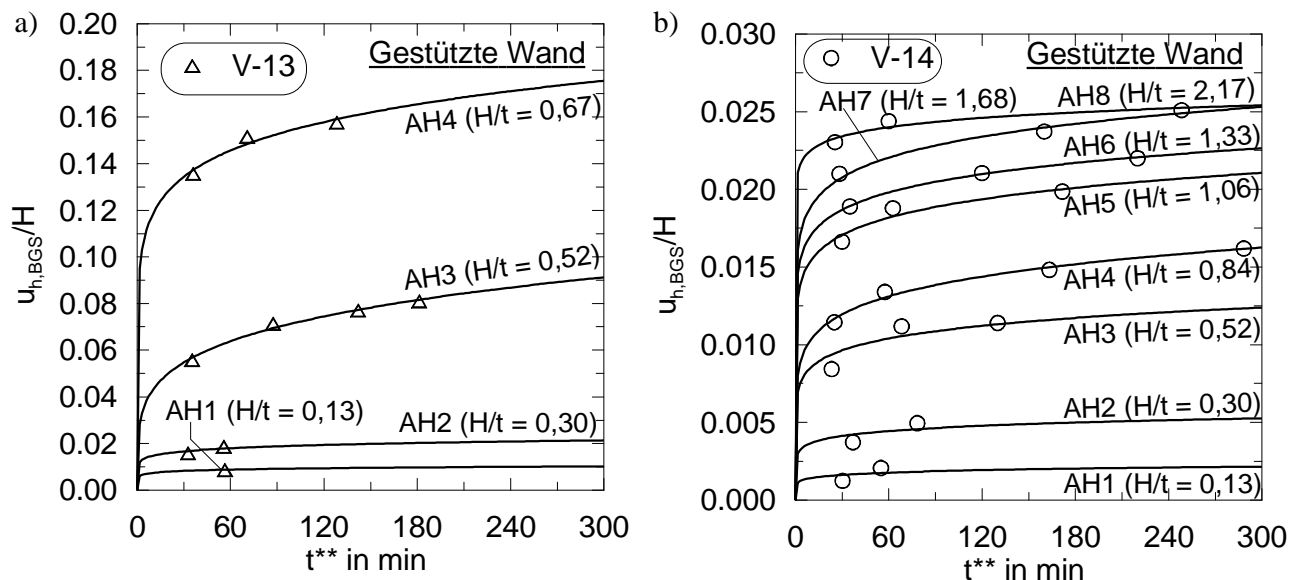 a)
0.20
0.18
0.16
0.14
0.12
0.10
0.08
0.06
0.04
0.02
0.00
u_h,BGS/H
V-13
Gestützte Wand
AH4 (H/t = 0,67)
AH3 (H/t = 0,52)
AH1 (H/t = 0,13)
AH2 (H/t = 0,30)
0 60 120 180 240 300
t** in min
b)
0.030
0.025
0.020
0.015
0.010
0.005
0.000
u_h,BGS/H
V-14
Gestützte Wand
AH7 (H/t = 1,68)
AH8 (H/t = 2,17)
AH6 (H/t = 1,33)
AH5 (H/t = 1,06)
AH4 (H/t = 0,84)
AH3 (H/t = 0,52)
AH2 (H/t = 0,30)
AH1 (H/t = 0,13)
0 60 120 180 240 300
t** in min